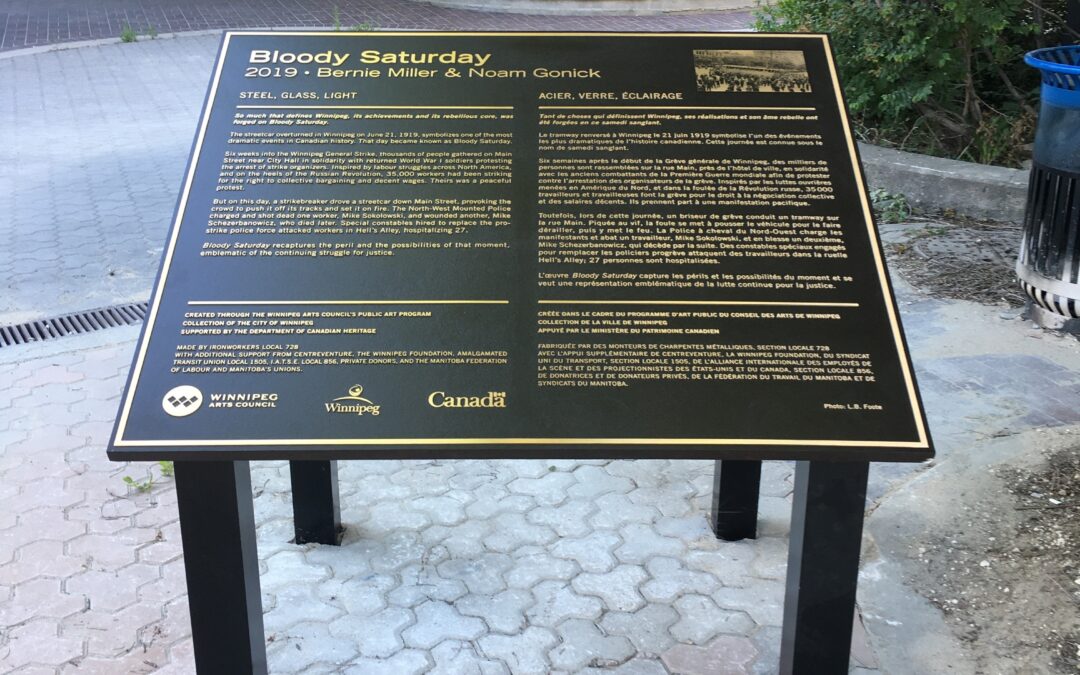 Bloody Saturday
2019 • Bernie Miller & Noam Gonick
STEEL, GLASS, LIGHT
So much that defines Winnipeg, its achievements and its rebellious core, was
forged on Bloody Saturday.
The streetcar overturned in Winnipeg on June 21, 1919, symbolizes one of the most
dramatic events in Canadian history. That day became known as Bloody Saturday.
Six weeks into the Winnipeg General Strike, thousands of people gathered on Main
Street near City Hall in solidarity with returned World War I soldiers protesting
the arrest of strike organizers. Inspired by labour struggles across North America,
and on the heels of the Russian Revolution, 35,000 workers had been striking
for the right to collective bargaining and decent wages. Theirs was a peaceful
protest.
But on this day, a strikebreaker drove a streetcar down Main Street, provoking the
crowd to push it off its tracks and set it on fire. The North-West Mounted Police
charged and shot dead one worker, Mike Sokolowski, and wounded another, Mike
Schezerbanowicz, who died later. Special constables hired to replace the pro-
strike police force attacked workers in Hell's Alley, hospitalizing 27.
Bloody Saturday recaptures the peril and the possibilities of that moment,
emblematic of the continuing struggle for justice.
CREATED THROUGH THE WINNIPEG ARTS COUNCIL'S PUBLIC ART PROGRAM
COLLECTION OF THE CITY OF WINNIPEG
SUPPORTED BY THE DEPARTMENT OF CANADIAN HERITAGE
MADE BY IRONWORKERS LOCAL 728
WITH ADDITIONAL SUPPORT FROM CENTREVENTURE, THE WINNIPEG FOUNDATION, AMALGAMATED
TRANSIT UNION LOCAL 1505, I.A.T.S.E. LOCAL 856, PRIVATE DONORS, AND THE MANITOBA FEDERATION
OF LABOUR AND MANITOBA'S UNIONS.
WINNIPEG
ARTS COUNCIL
Winnipeg
Canada
ACIER, VERRE, ÉCLAIRAGE
Tant de choses qui définissent Winnipeg, ses réalisations et son âme rebelle ont
été forgées en ce samedi sanglant.
Le tramway renversé à Winnipeg le 21 juin 1919 symbolise l'un des événements
les plus dramatiques de l'histoire canadienne. Cette journée est connue sous le
nom de samedi sanglant.
Six semaines après le début de la Grève générale de Winnipeg, des milliers de
personnes sont rassemblées sur la rue Main, près de l'hôtel de ville, en solidarité
avec les anciens combattants de la Première Guerre mondiale afin de protester
contre l'arrestation des organisateurs de la grève. Inspirés par les luttes ouvrières
menées en Amérique du Nord, et dans la foulée de la Révolution russe, 35 000
travailleurs et travailleuses font la grève pour le droit à la négociation collective
et des salaires décents. Ils prennent part à une manifestation pacifique.
Toutefois, lors de cette journée, un briseur de grève conduit un tramway sur
la rue Main. Piquée au vif, la foule se met à pousser le véhicule pour le faire
dérailler, puis y met le feu. La Police à cheval du Nord-Ouest charge les
manifestants et abat un travailleur, Mike Sokolowski, et en blesse un deuxième,
Mike Schezerbanowicz, qui décède par la suite. Des constables spéciaux engagés
pour remplacer les policiers progrève attaquent des travailleurs dans la ruelle
Hell's Alley; 27 personnes sont hospitalisées.
L'œuvre Bloody Saturday capture les périls et les possibilités du moment et se
veut une représentation emblématique de la lutte continue pour la justice.
CRÉÉE DANS LE CADRE DU PROGRAMME D'ART PUBLIC DU CONSEIL DES ARTS DE WINNIPEG
COLLECTION DE LA VILLE DE WINNIPEG
APPUYÉ PAR LE MINISTÈRE DU PATRIMOINE CANADIEN
FABRIQUÉE PAR DES MONTEURS DE CHARPENTES MÉTALLIQUES, SECTION LOCALE 728
AVEC L'APPUI SUPPLÉMENTAIRE DE CENTREVENTURE, LA WINNIPEG FOUNDATION, DU SYNDICAT
UNI DU TRANSPORT, SECTION LOCALE 1505, DE L'ALLIANCE INTERNATIONALE DES EMPLOYÉS DE
LA SCÈNE ET DES PROJECTIONNISTES DES ÉTATS-UNIS ET DU CANADA, SECTION LOCALE 856,
DE DONATRICES ET DE DONATEURS PRIVÉS, DE LA FÉDÉRATION DU TRAVAIL DU MANITOBA ET DE
SYNDICATS DU MANITOBA.
Photo: L.B. Foote